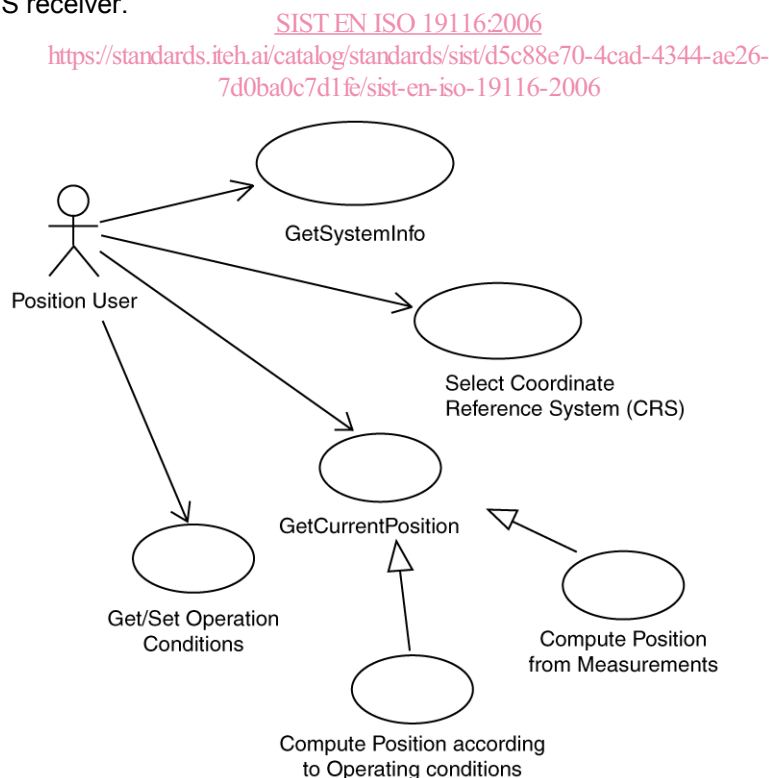 S receiver.
SIST EN ISO 19116:2006
https://standards.iteh.ai/catalog/standards/sist/d5c88e70-4cad-4344-ae26-
7d0ba0c7d1fe/sist-en-iso-19116-2006
GetSystemInfo
Position User
Select Coordinate
Reference System (CRS)
GetCurrentPosition
Get/Set Operation
Conditions
Compute Position
from Measurements
Compute Position according
to Operating conditions